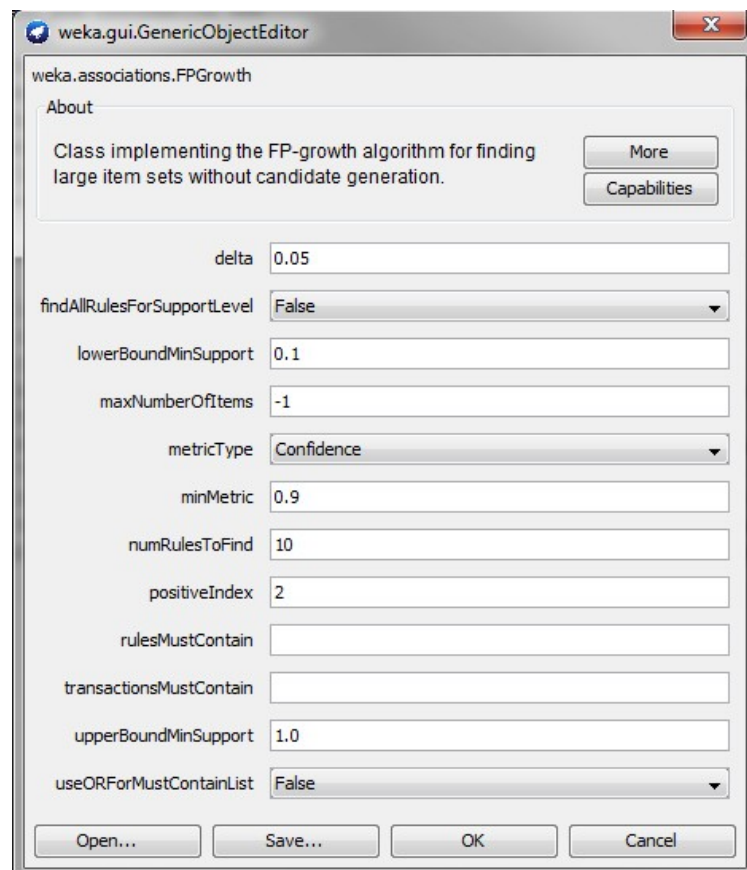 weka.gui.GenericObjectEditor
weka.associations.FPGrowth
About
Class implementing the FP-growth algorithm for finding
large item sets without candidate generation.
More
Capabilities
delta 0.05
findAllRulesForSupportLevel False
lowerBoundMinSupport 0.1
maxNumberOfItems -1
metricType Confidence
minMetric 0.9
numRulesToFind 10
positiveIndex 2
rulesMustContain
transactionsMustContain
upperBoundMinSupport 1.0
useORForMustContainList False
Open... Save... OK Cancel